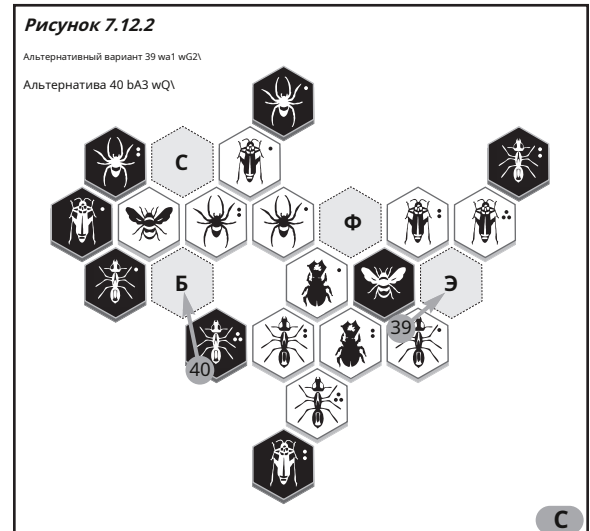 Рисунок 7.12.2
Альтернативный вариант 39 wa1 wG2\
Альтернатива 40 bA3 wQ\
С
Ф
Б
Э
39
40
С